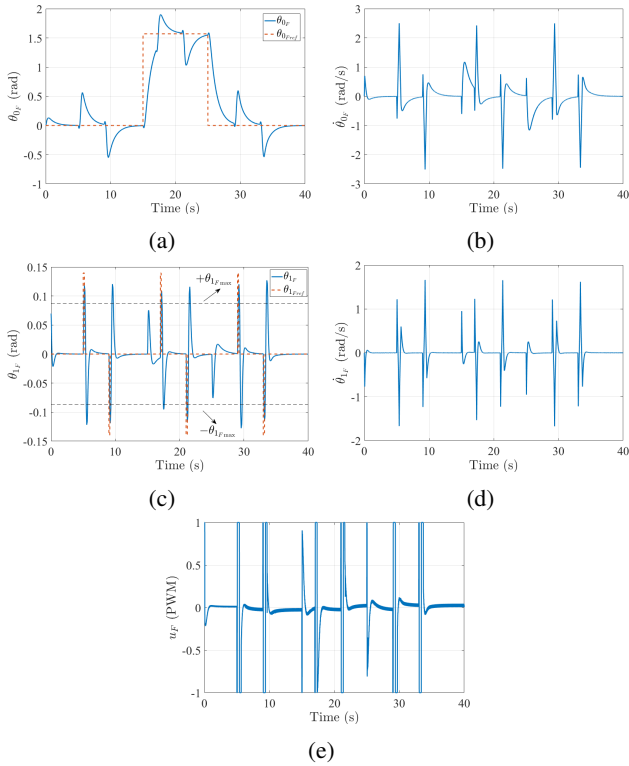 2
1.5
1
0.5
0
-0.5
-1
0 10 20 30 40
θ0F (rad)
Time (s)
θ0F
θ0Fref
(a)
3
2
1
0
-1
-2
-3
0 10 20 30 40
θ̇0F (rad/s)
Time (s)
(b)
0.15
0.1
0.05
0
-0.05
-0.1
-0.15
0 10 20 30 40
θ1F (rad)
Time (s)
+θ1Fmax
−θ1Fmax
θ1F
θ1Fref
(c)
2
1
0
-1
-2
0 10 20 30 40
θ̇1F (rad/s)
Time (s)
(d)
1
0.5
0
-0.5
-1
0 10 20 30 40
uF (PWM)
Time (s)
(e)